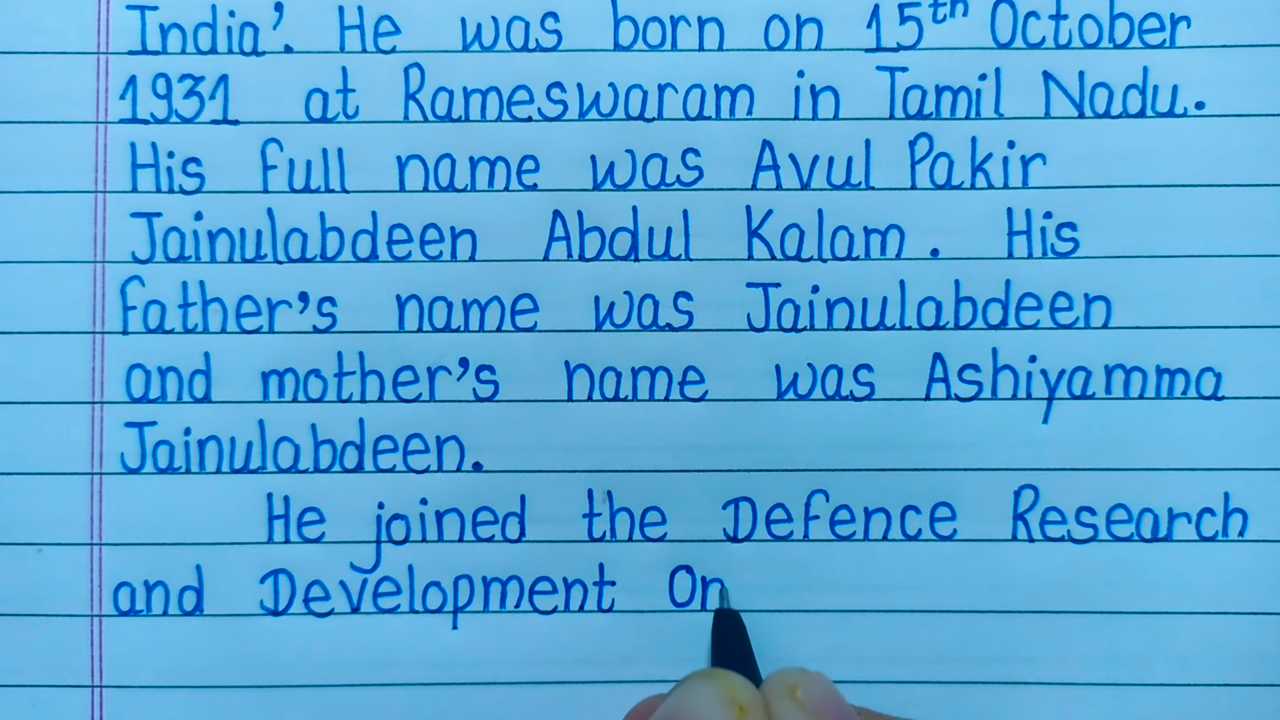 India'. He was born on 15th October
1931 at Rameswaram in Tamil Nadu.
His full name was Avul Pakir
Jainulabdeen Abdul Kalam. His
father's name was Jainulabdeen
and mother's name was Ashiyamma
Jainulabdeen.
He joined the Defence Research
and Development Or